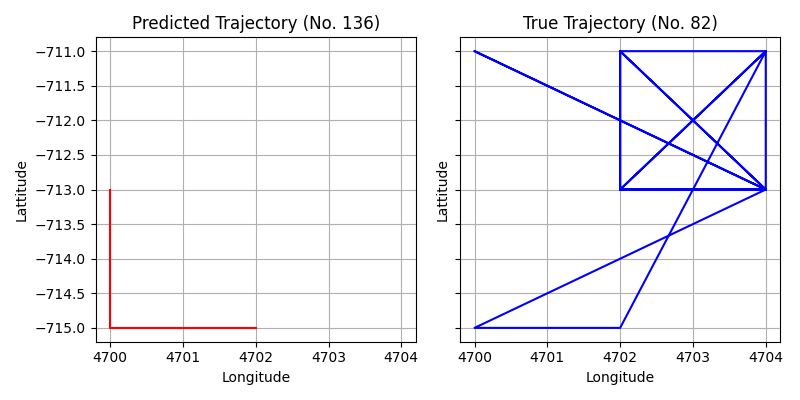 Predicted Trajectory (No. 136)
True Trajectory (No. 82)
Lattitude
−711.0
−711.5
−712.0
−712.5
−713.0
−713.5
−714.0
−714.5
−715.0
4700 4701 4702 4703 4704
Longitude
Lattitude
4700 4701 4702 4703 4704
Longitude